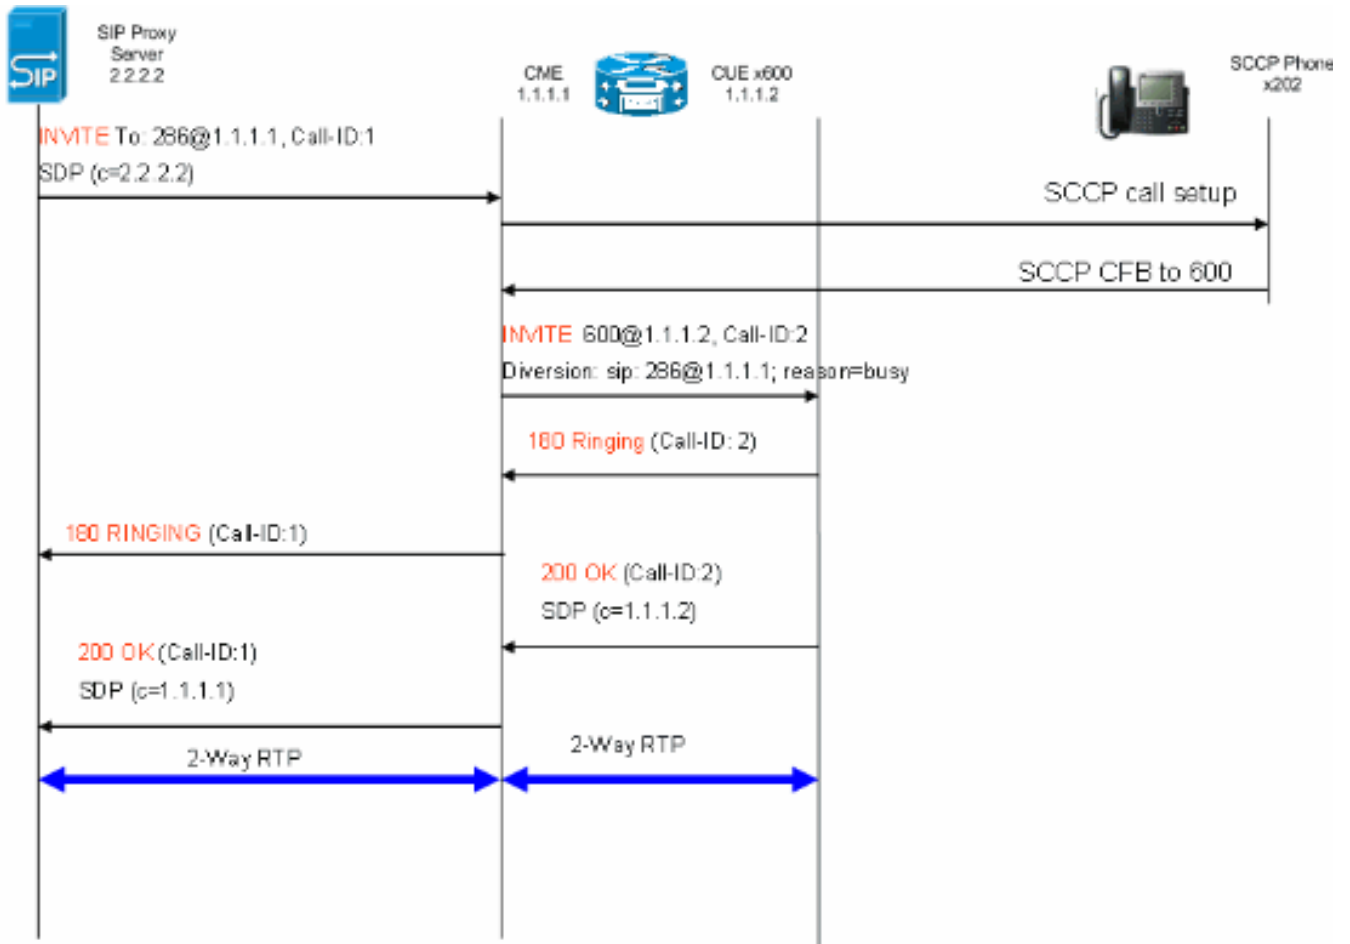 SIP Proxy
Server
2.2.2.2
SIP
CME
1.1.1.1
CUE x600
1.1.1.2
SCCP Phone
x202
INVITE To: 286@1.1.1.1, Call-ID:1
SDP (c=2.2.2.2)
SCCP call setup
SCCP CFB to 600
INVITE 600@1.1.1.2, Call-ID:2
Diversion: sip: 286@1.1.1.1; reason=busy
180 Ringing (Call-ID: 2)
180 RINGING (Call-ID:1)
200 OK (Call-ID:2)
SDP (c=1.1.1.2)
200 OK (Call-ID:1)
SDP (c=1.1.1.1)
2-Way RTP
2-Way RTP